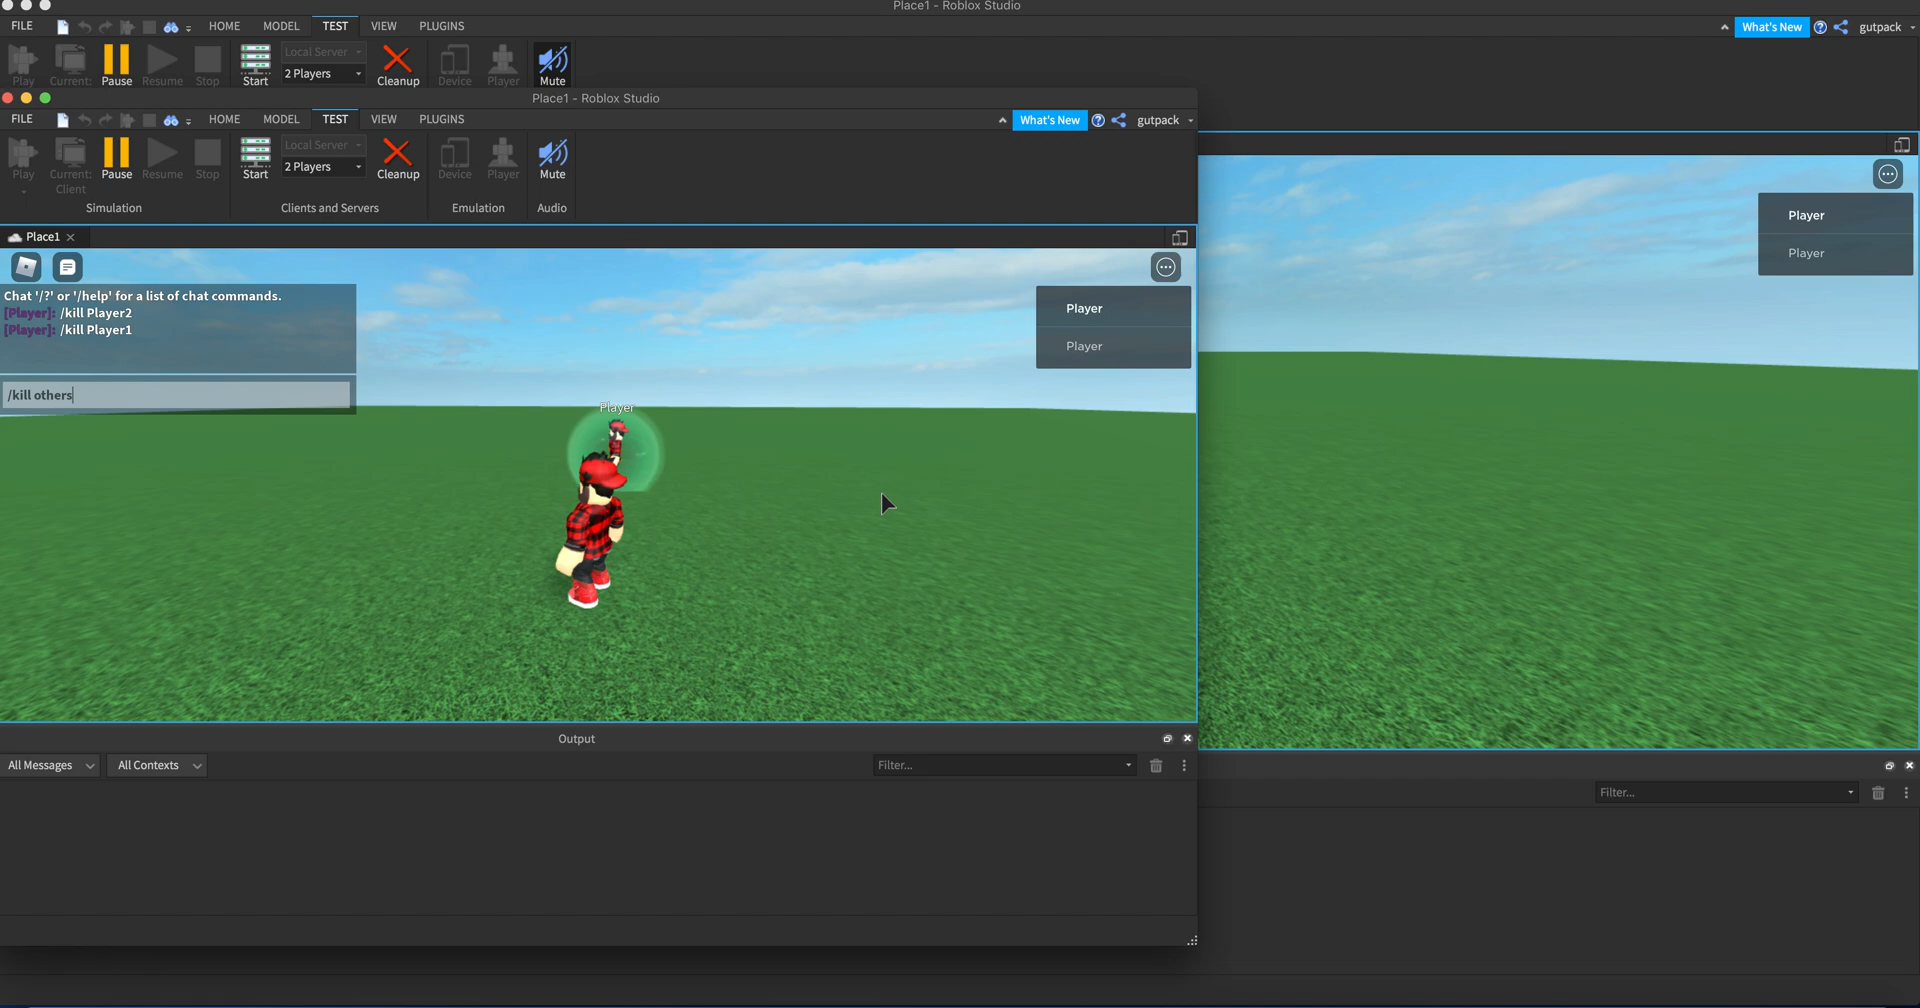 Place1 - Roblox Studio
FILE HOME MODEL TEST VIEW PLUGINS
What's New gutpack
Local Server
2 Players
Play Current: Pause Resume Stop Start Cleanup Device Player Mute
Place1 - Roblox Studio
FILE HOME MODEL TEST VIEW PLUGINS
What's New gutpack
Local Server
2 Players
Play Current: Pause Resume Stop Start Cleanup Device Player Mute
Client
Simulation Clients and Servers Emulation Audio
Place1
Chat '/?' or '/help' for a list of chat commands.
[Player]: /kill Player2
[Player]: /kill Player1
/kill others
Player
Player
Player
Player
Player
Output
All Messages All Contexts Filter...
Filter...